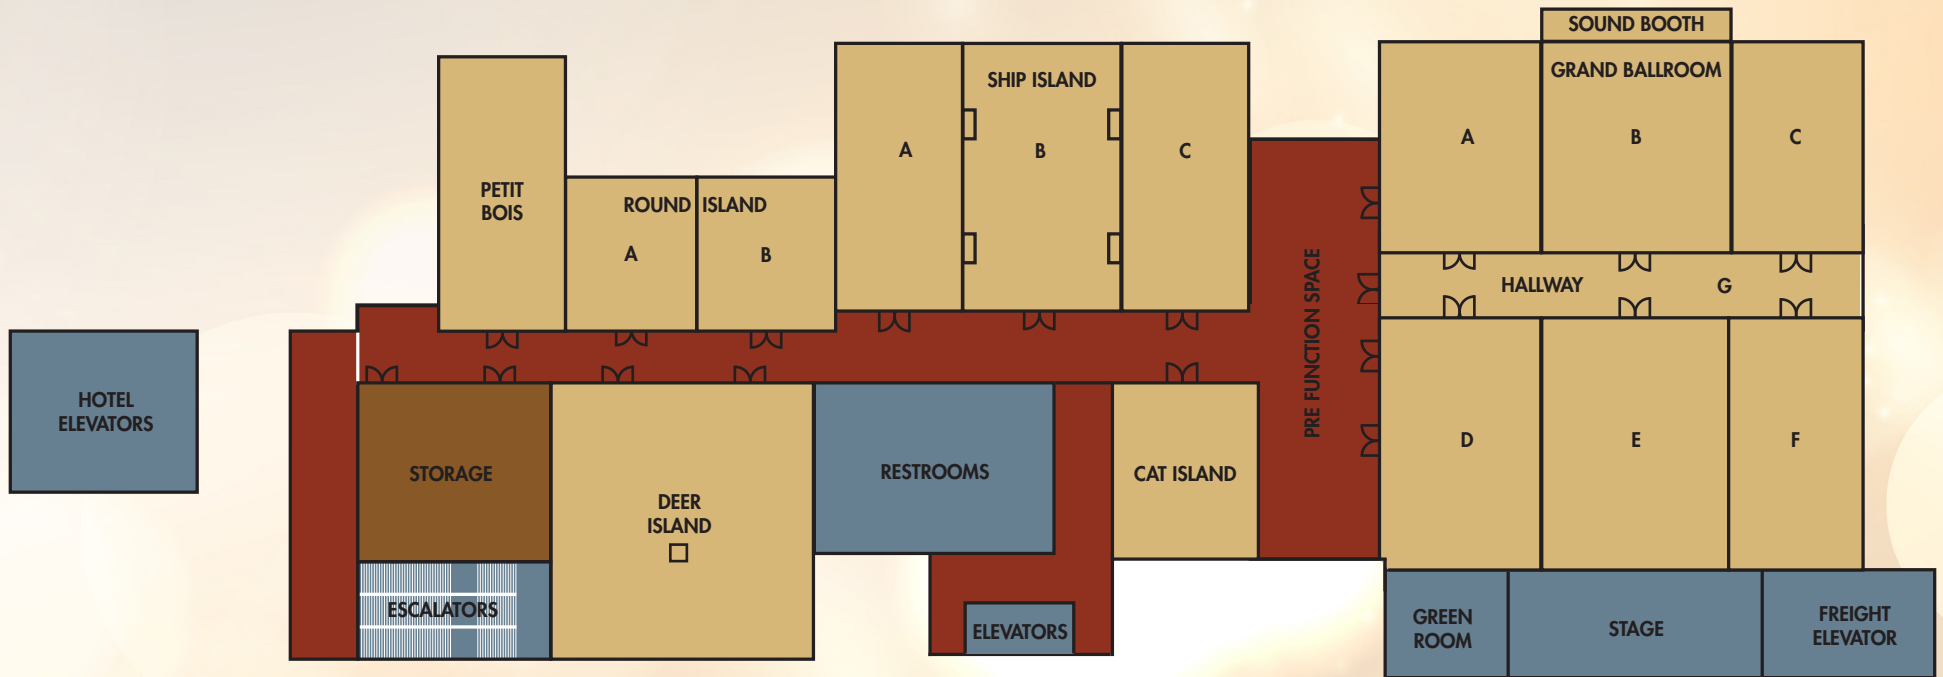 SOUND BOOTH
GRAND BALLROOM
A
B
C
SHIP ISLAND
A
B
C
PETIT
BOIS
ROUND ISLAND
A
B
PRE FUNCTION SPACE
HALLWAY
G
HOTEL
ELEVATORS
STORAGE
DEER
ISLAND
RESTROOMS
CAT ISLAND
D
E
F
ESCALATORS
ELEVATORS
GREEN
ROOM
STAGE
FREIGHT
ELEVATOR